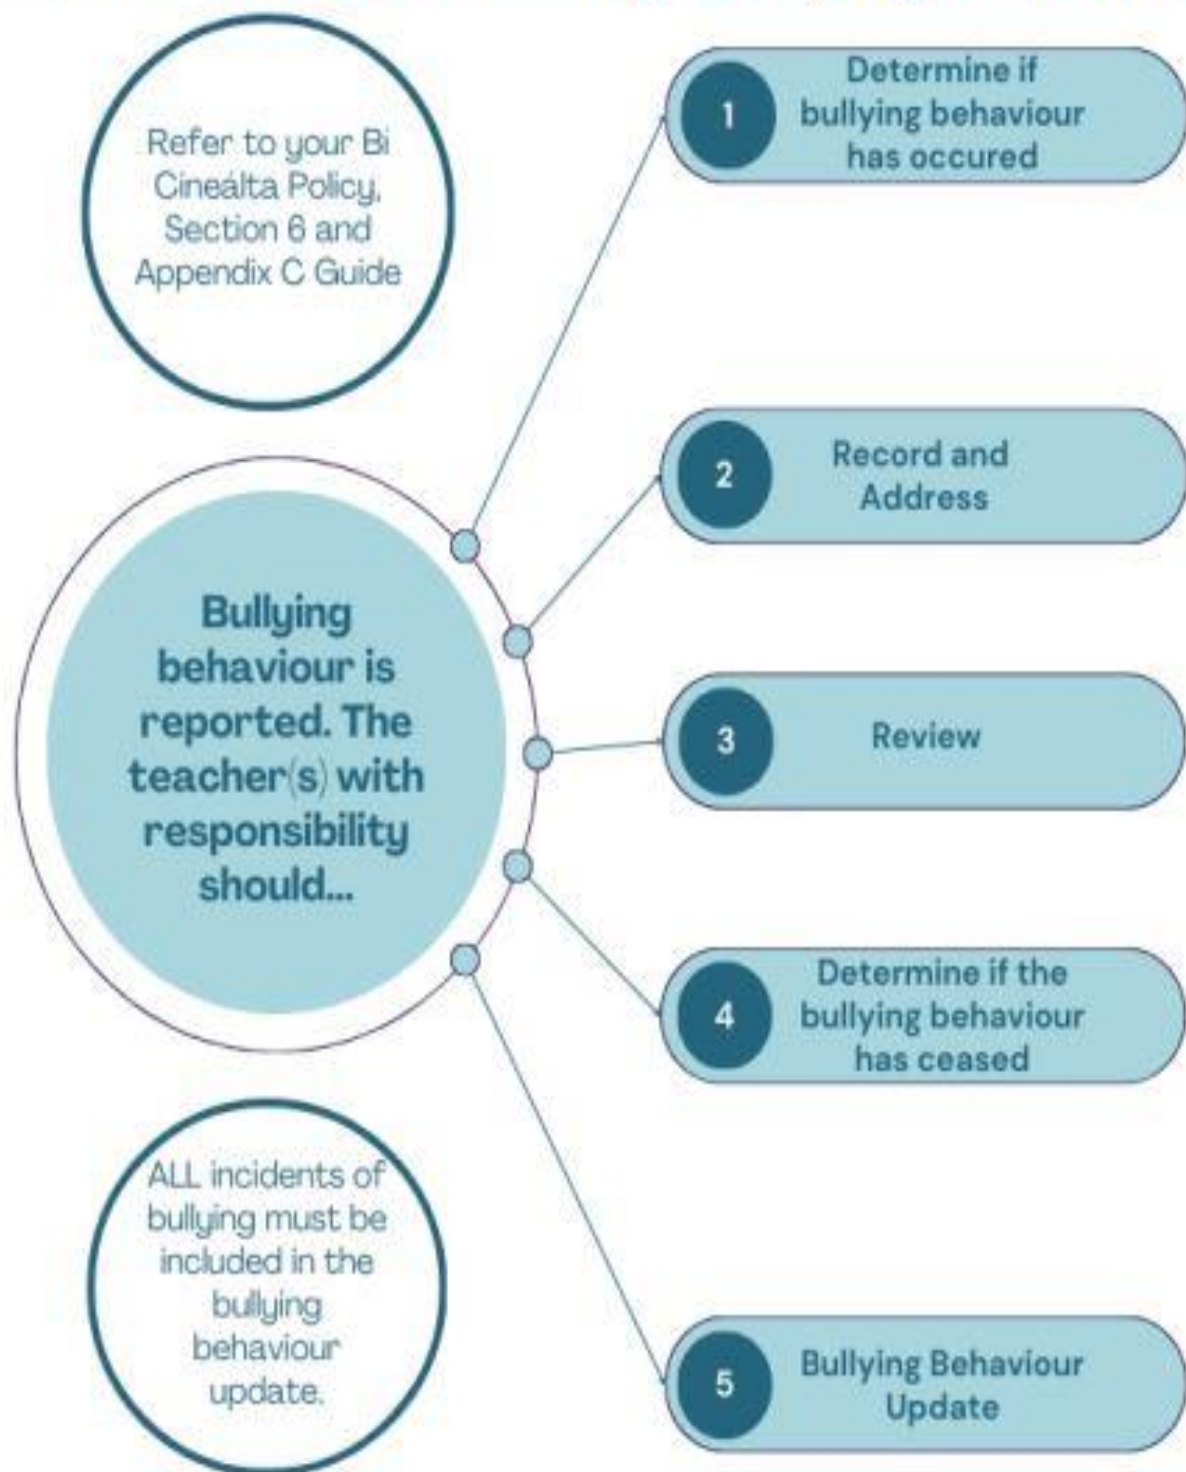 Refer to your Bi
Cineálta Policy,
Section 6 and
Appendix C Guide
Bullying
behaviour is
reported. The
teacher(s) with
responsibility
should...
ALL incidents of
bullying must be
included in the
bullying
behaviour
update.
1
Determine if
bullying behaviour
has occured
2
Record and
Address
3
Review
4
Determine if the
bullying behaviour
has ceased
5
Bullying Behaviour
Update